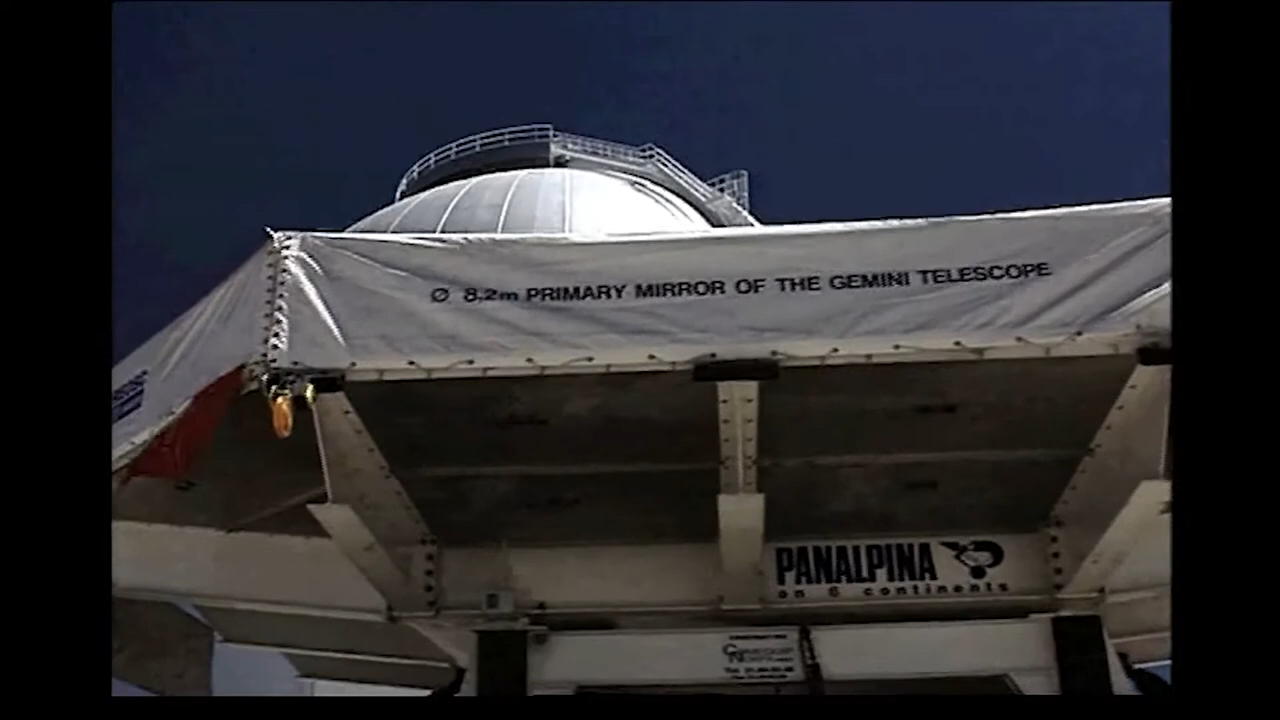 Ø 8,2m PRIMARY MIRROR OF THE GEMINI TELESCOPE
PANALPINA
on 6 continents